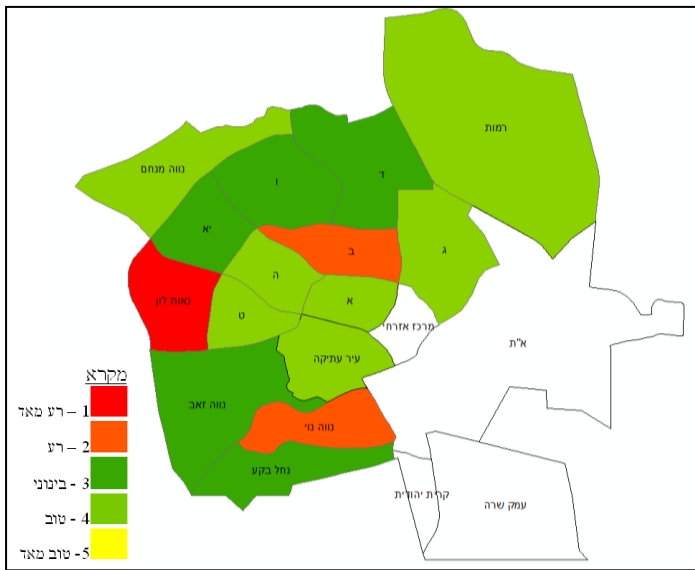 רמות
נווה מנחם
ו
ד
יא
ב
ג
ה
נאות לון
ט
א
מרכז אזרחי
א"ת
עיר עתיקה
נווה זאב
נווה נוי
נחל בקע
קרית יהודית
עמק שרה
מקרא
1 – רע מאד
2 – רע
3 - בינוני
4 - טוב
5- טוב מאד